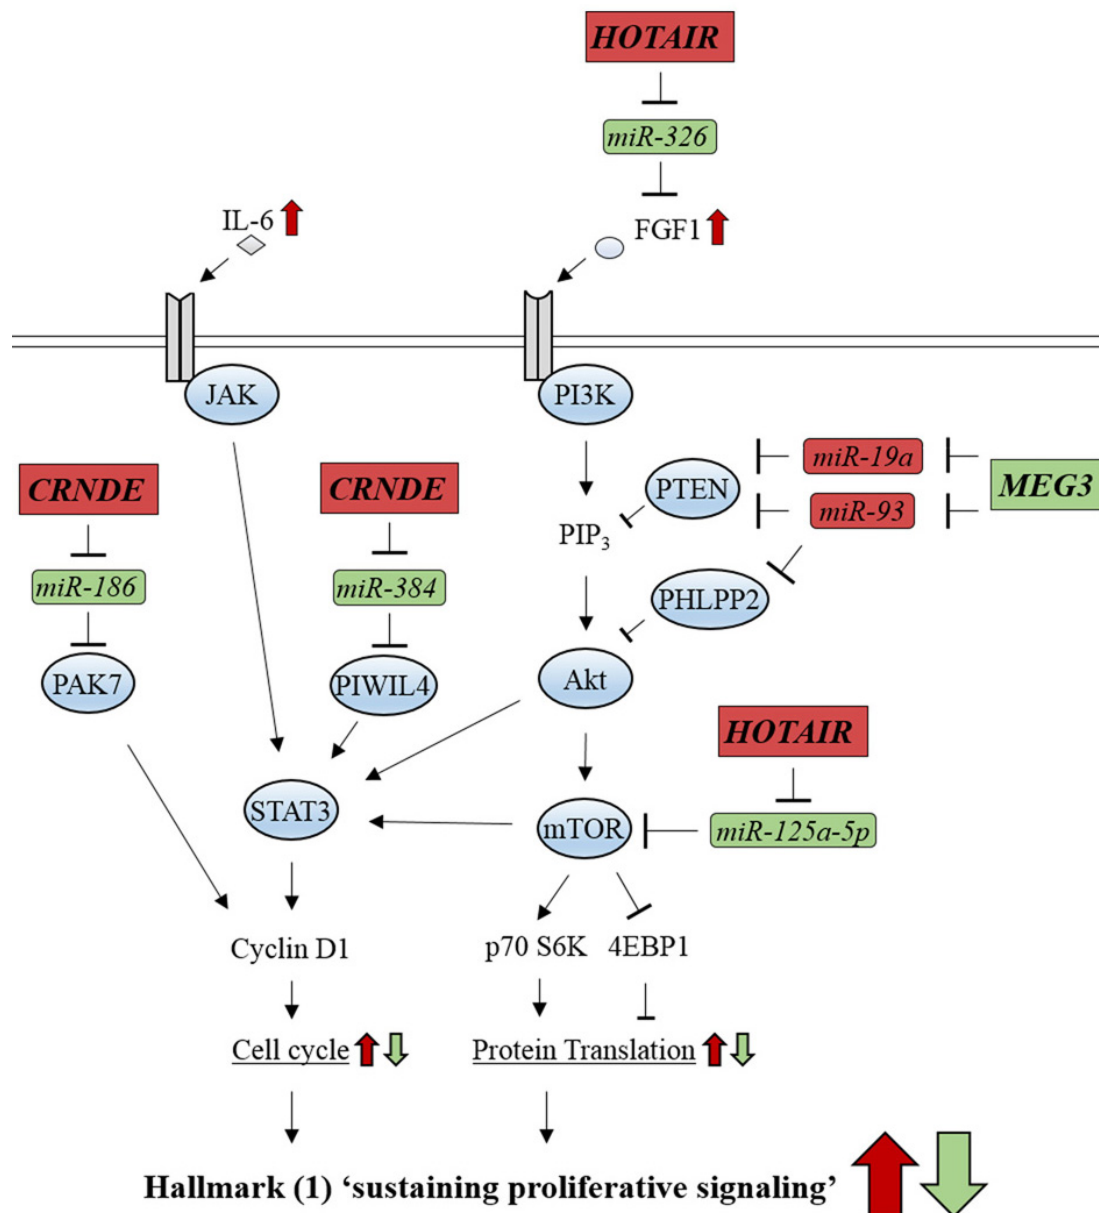 HOTAIR
miR-326
IL-6
FGF1
JAK
PI3K
CRNDE
CRNDE
PTEN
miR-19a
MEG3
miR-93
PIP3
miR-186
miR-384
PHLPP2
PAK7
PIWIL4
Akt
HOTAIR
STAT3
mTOR
miR-125a-5p
Cyclin D1
p70 S6K
4EBP1
Cell cycle
Protein Translation
Hallmark (1) ‘sustaining proliferative signaling’